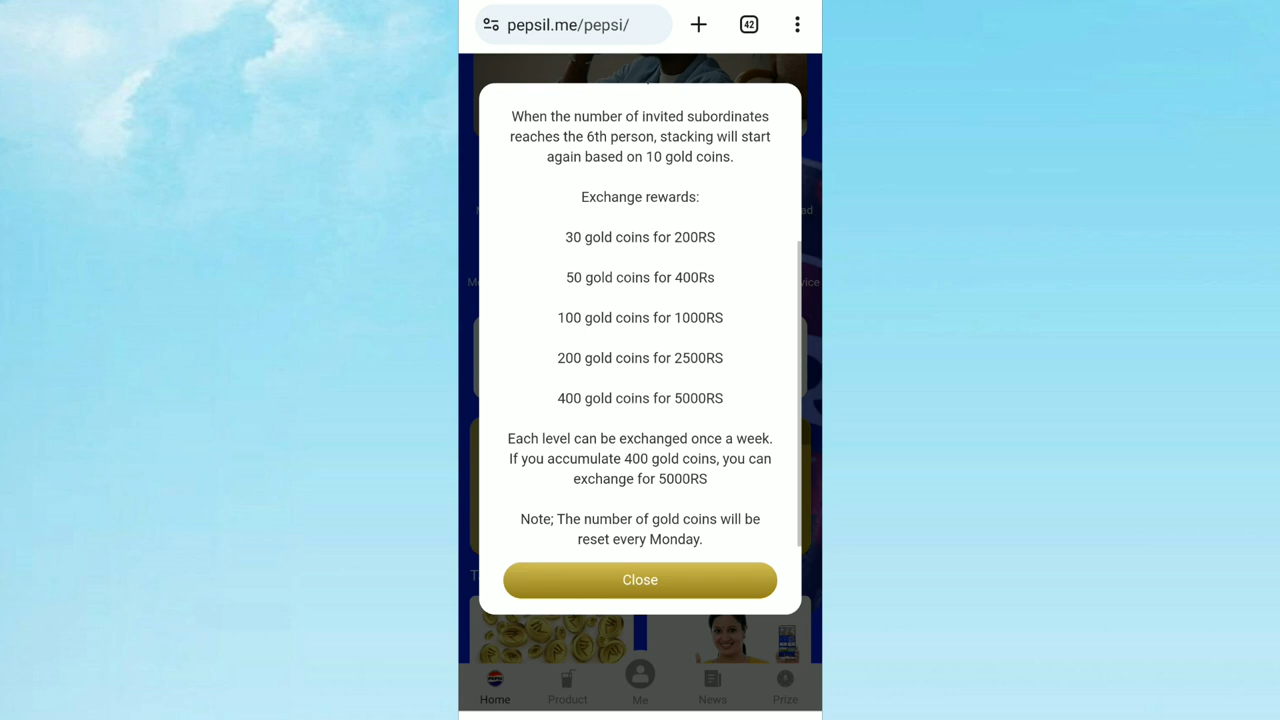 pepsil.me/pepsi/
42
When the number of invited subordinates
reaches the 6th person, stacking will start
again based on 10 gold coins.
Exchange rewards:
30 gold coins for 200RS
50 gold coins for 400Rs
100 gold coins for 1000RS
200 gold coins for 2500RS
400 gold coins for 5000RS
Each level can be exchanged once a week.
If you accumulate 400 gold coins, you can
exchange for 5000RS
Note; The number of gold coins will be
reset every Monday.
Close
Home Product Me News Prize